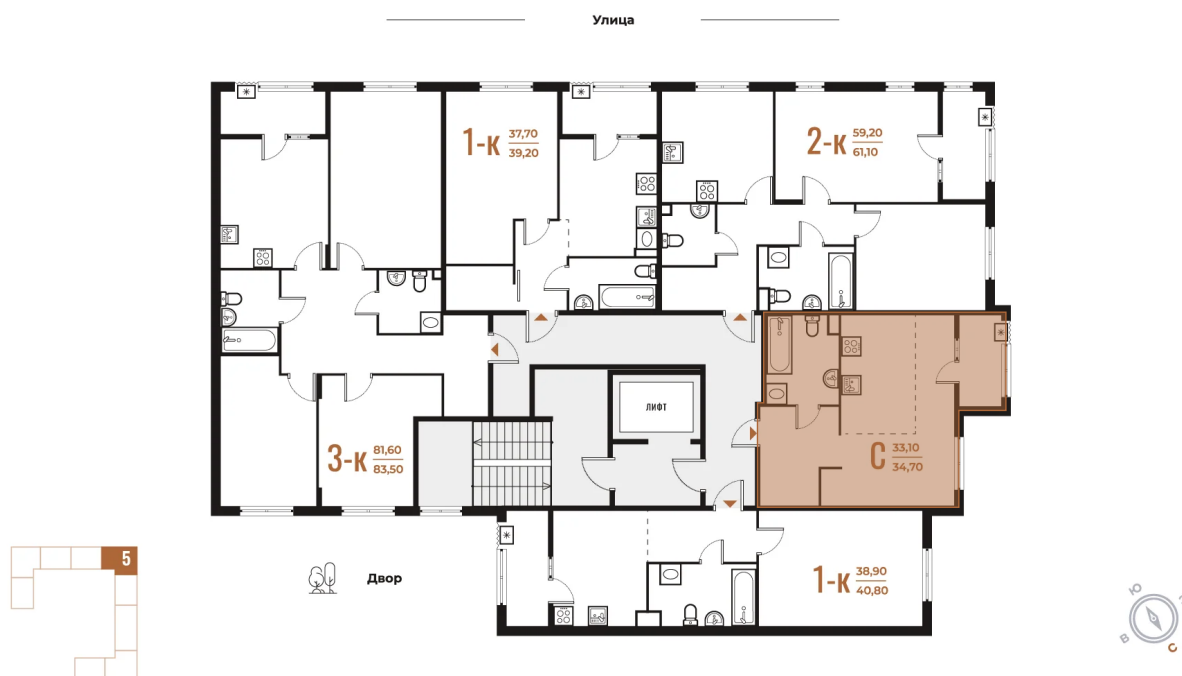 Улица
1-к
37,70
39,20
2-к
59,20
61,10
ЛИФТ
3-к
81,60
83,50
С
33,10
34,70
1-к
38,90
40,80
5
Двор
Ю
В
С